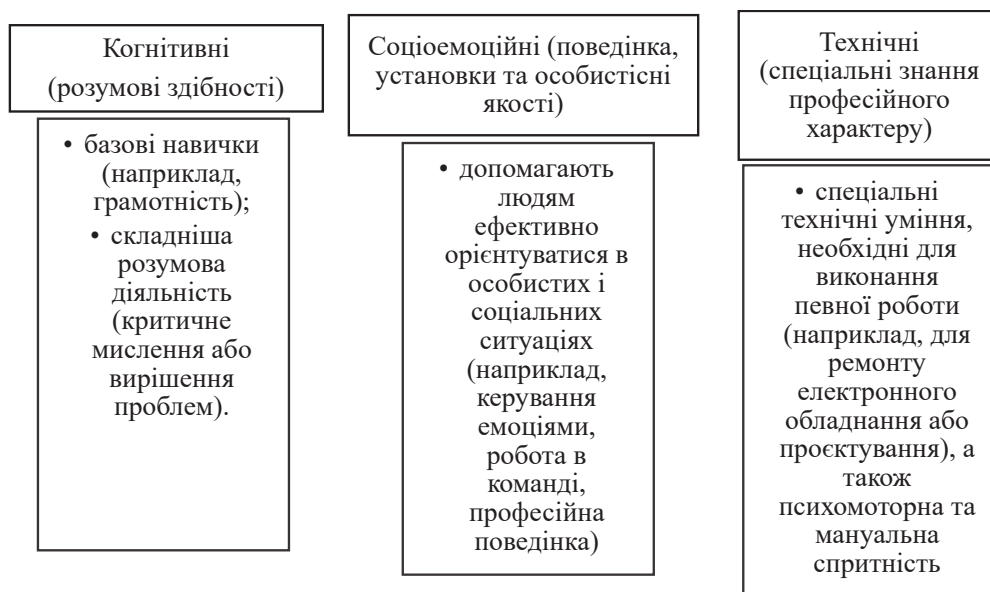 Когнітивні
(розумові здібності)
• базові навички
(наприклад,
грамотність);
• складніша
розумова
діяльність
(критичне
мислення або
вирішення
проблем).
Соціоемоційні (поведінка,
установки та особистісні
якості)
• допомагають
людям
ефективно
орієнтуватися в
особистих і
соціальних
ситуаціях
(наприклад,
керування
емоціями,
робота в
команді,
професійна
поведінка)
Технічні
(спеціальні знання
професійного
характеру)
• спеціальні
технічні уміння,
необхідні для
виконання
певної роботи
(наприклад, для
ремонту
електронного
обладнання або
проєктування), а
також
психомоторна та
мануальна
спритність